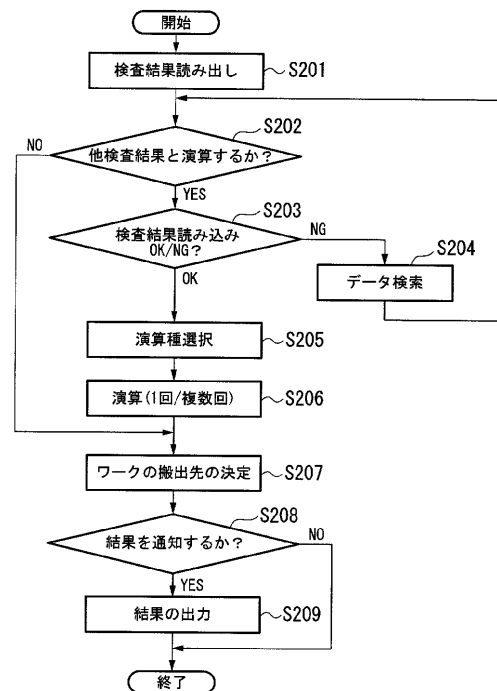 開始
検査結果読み出し
S201
S202
他検査結果と演算するか？
NO
YES
S203
検査結果読み込み
OK/NG？
NG
OK
S204
データ検索
演算種選択
S205
演算(1回/複数回)
S206
ワークの搬出先の決定
S207
S208
結果を通知するか？
NO
YES
結果の出力
S209
終了